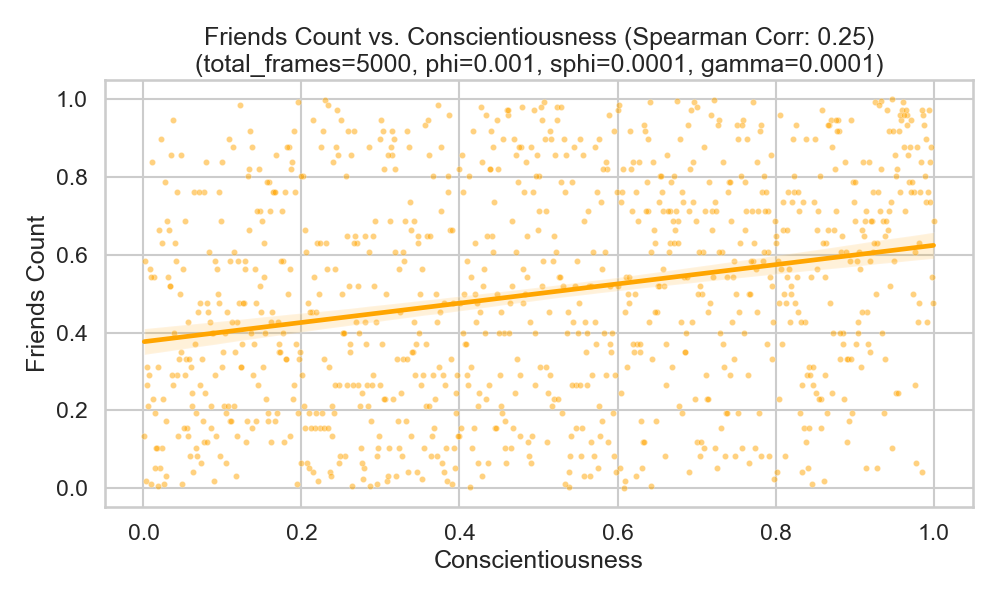 Friends Count vs. Conscientiousness (Spearman Corr: 0.25)
(total_frames=5000, phi=0.001, sphi=0.0001, gamma=0.0001)
1.0
0.8
0.6
0.4
0.2
0.0
Friends Count
0.0 0.2 0.4 0.6 0.8 1.0
Conscientiousness